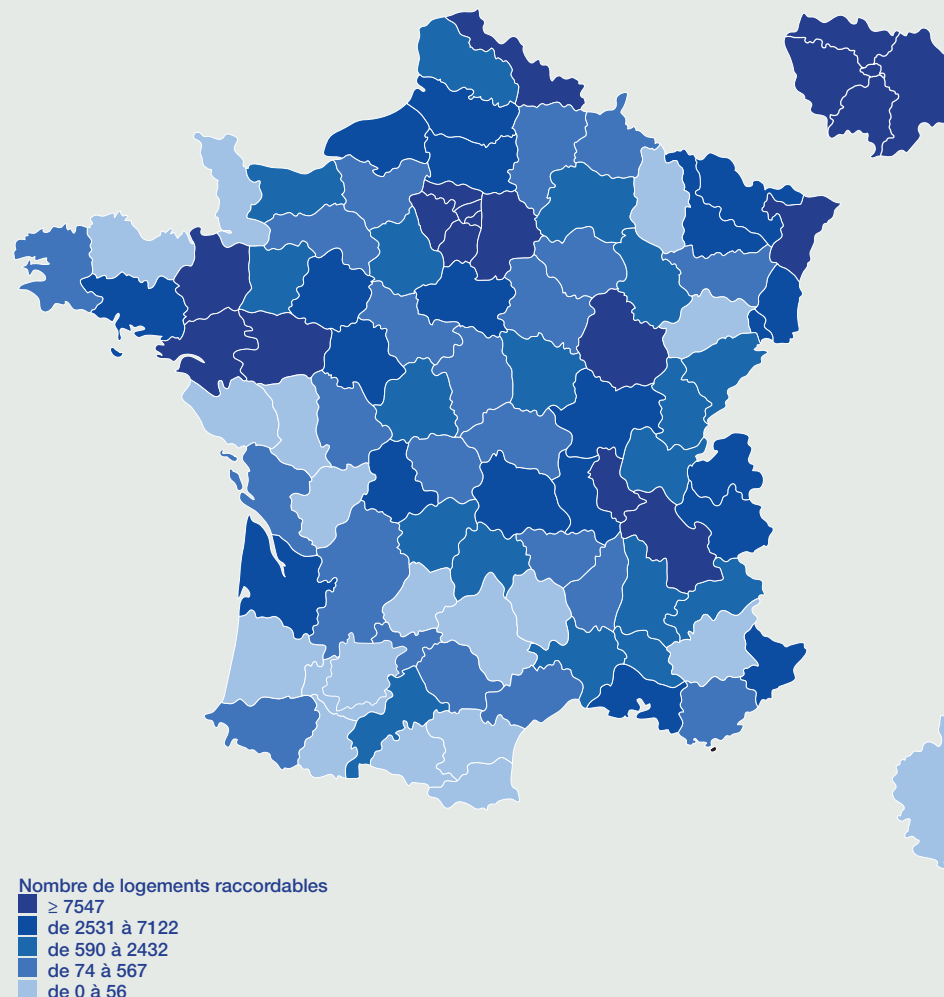 Nombre de logements raccordables
≥ 7547
de 2531 à 7122
de 590 à 2432
de 74 à 567
de 0 à 56